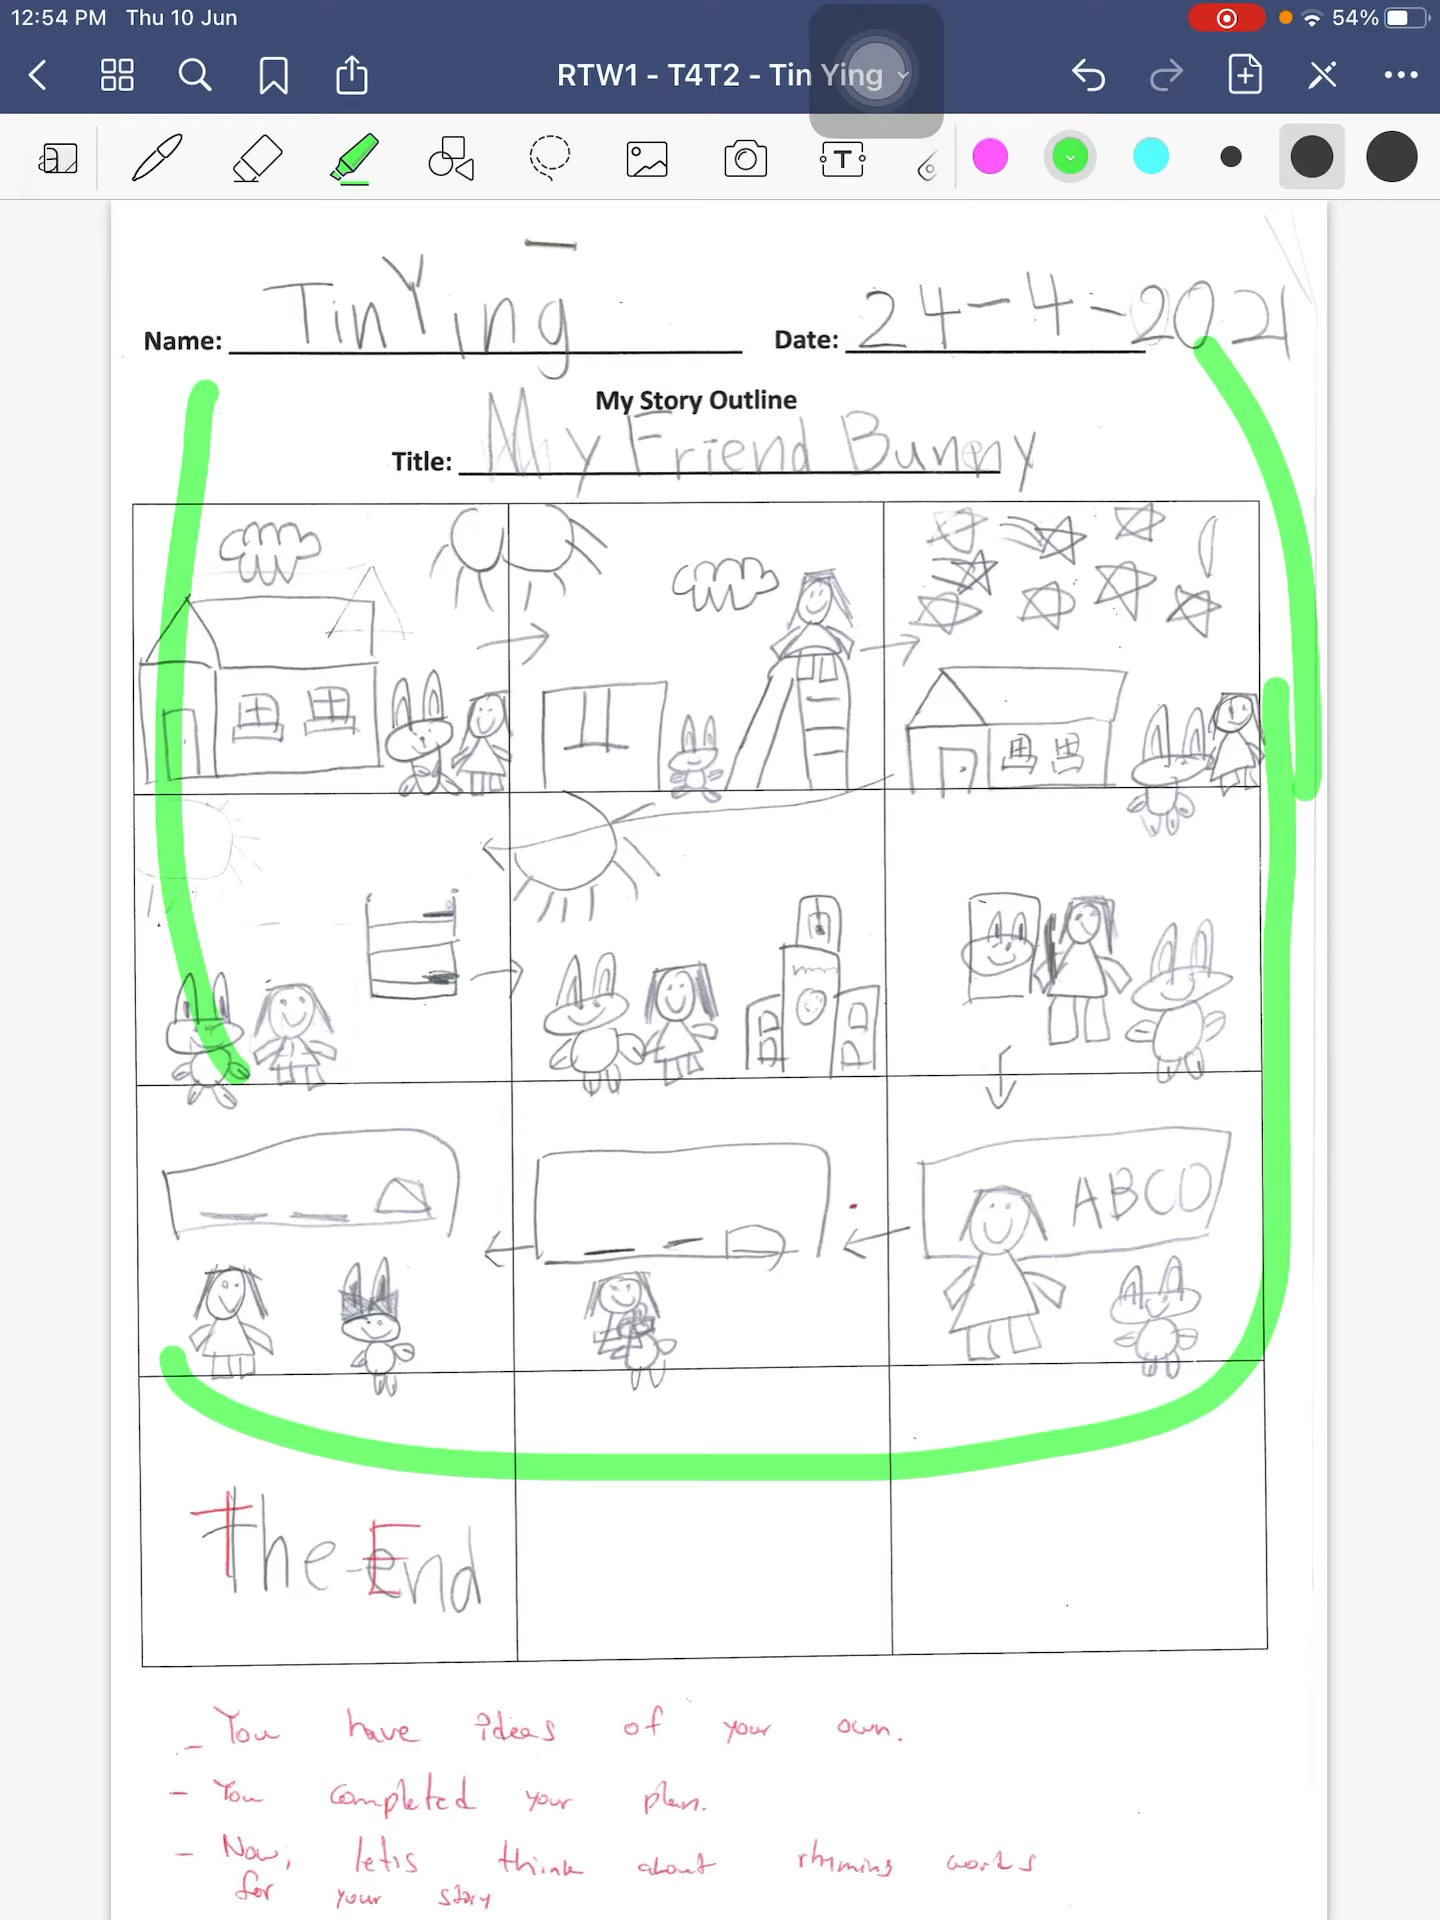 12:54 PM Thu 10 Jun
54%
RTW1 - T4T2 - Tin Ying
T
Name: Tin Ying Date: 24-4-2021
My Story Outline
Title: My Friend Bunny
ABCD
The End
- You have ideas of your own.
- You completed your plan.
- Now, let's think about rhyming words
for your story